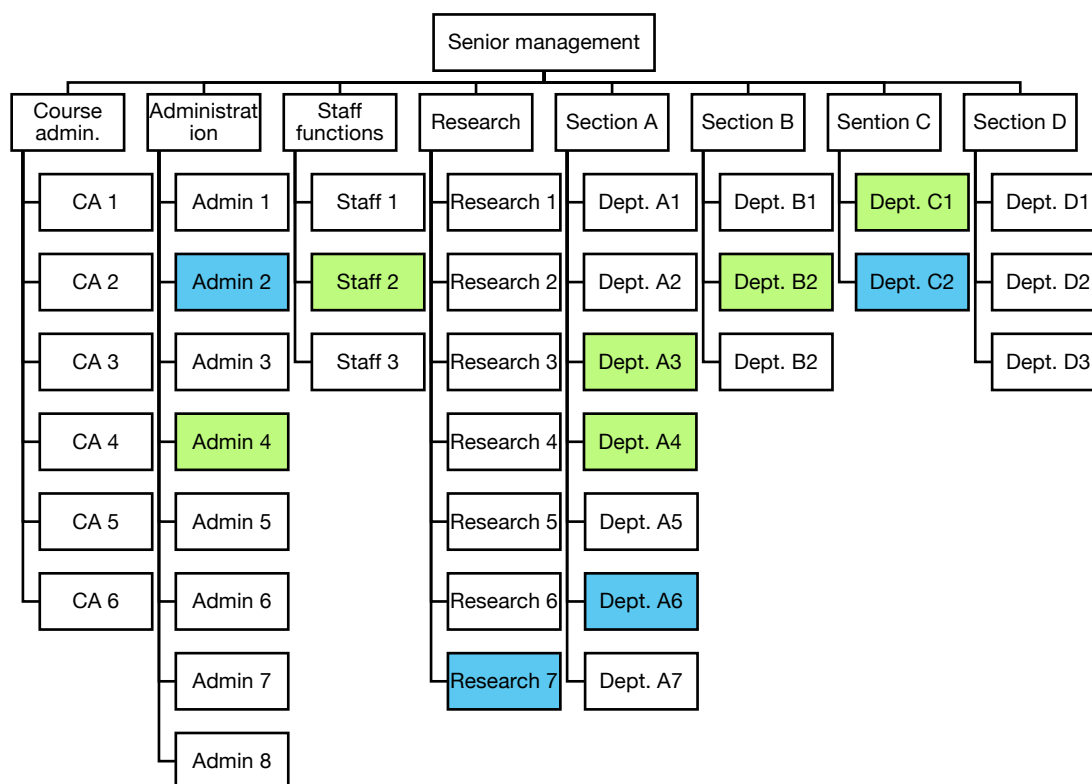 Senior management
Course
admin.
Administrat
ion
Staff
functions
Research
Section A
Section B
Sention C
Section D
CA 1
Admin 1
Staff 1
Research 1
Dept. A1
Dept. B1
Dept. C1
Dept. D1
CA 2
Admin 2
Staff 2
Research 2
Dept. A2
Dept. B2
Dept. C2
Dept. D2
CA 3
Admin 3
Staff 3
Research 3
Dept. A3
Dept. B2
Dept. D3
CA 4
Admin 4
Research 4
Dept. A4
CA 5
Admin 5
Research 5
Dept. A5
CA 6
Admin 6
Research 6
Dept. A6
Admin 7
Research 7
Dept. A7
Admin 8